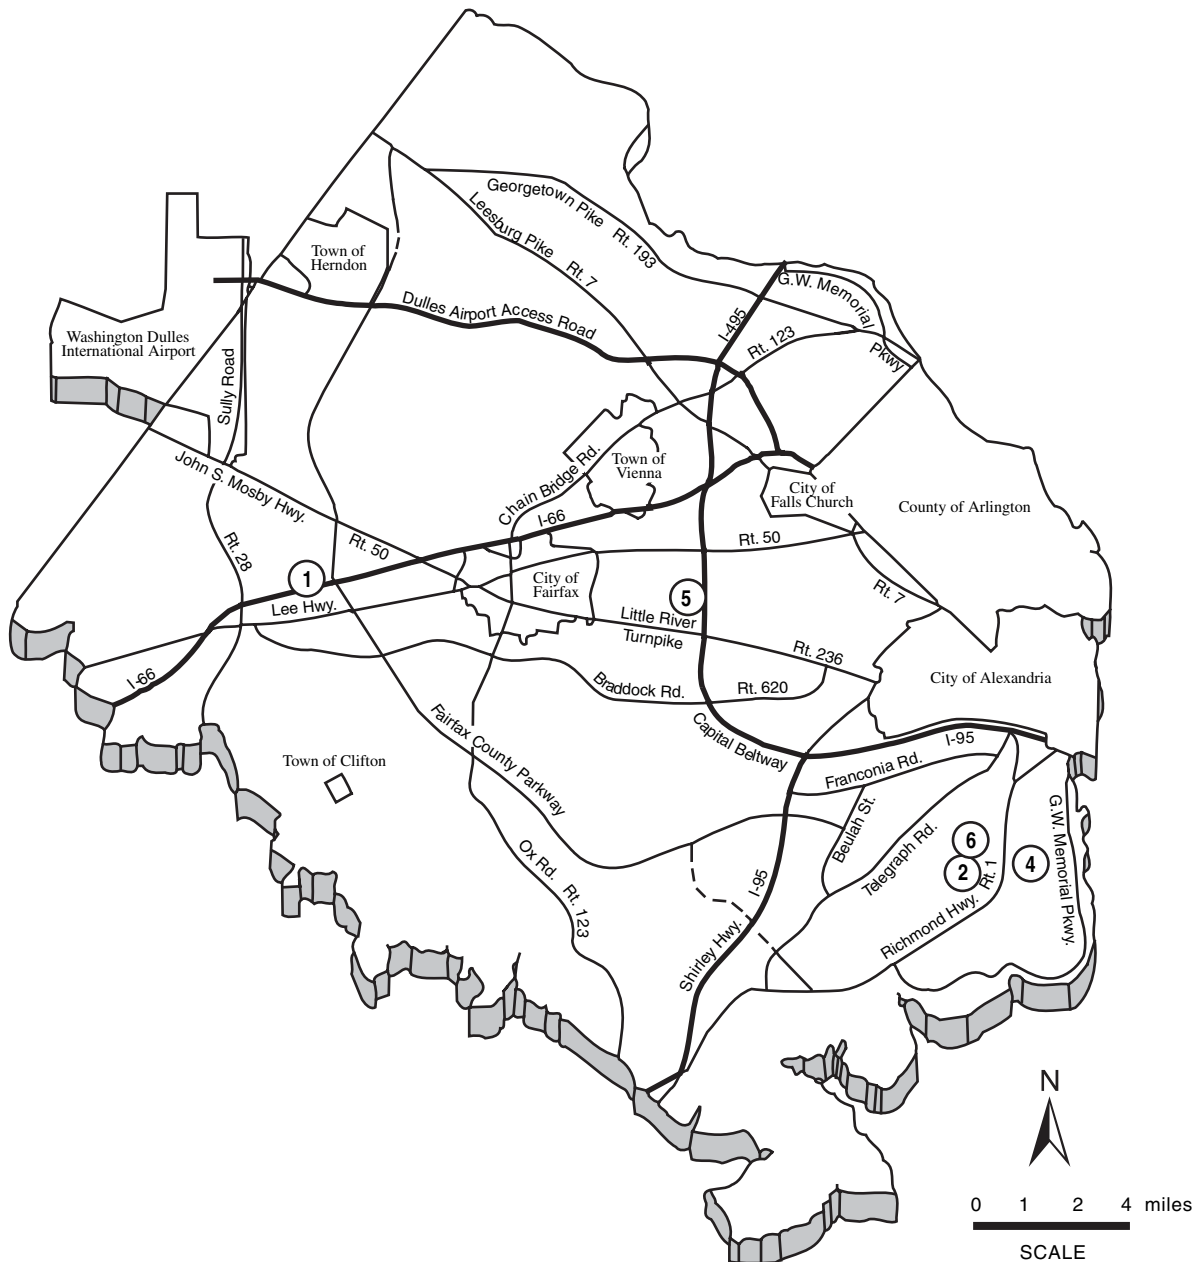 Georgetown Pike Rt. 193
Leesburg Pike Rt. 7
Town of
Herndon
G.W. Memorial
Pkwy
Dulles Airport Access Road
I-495
Rt. 123
Washington Dulles
International Airport
Sully Road
John S. Mosby Hwy.
Rt. 50
Chain Bridge Rd.
Town of
Vienna
City of
Falls Church
County of Arlington
I-66
Rt. 50
Rt. 28
1
City of
Fairfax
5
Rt. 7
Lee Hwy.
Little River
Turnpike
Rt. 236
I-66
Braddock Rd.
Rt. 620
City of Alexandria
Fairfax County Parkway
Capital Beltway
I-95
Town of Clifton
Franconia Rd.
Beulah St.
Telegraph Rd.
G.W. Memorial Pkwy.
6
2
4
Rt. 1
Richmond Hwy.
Ox Rd. Rt. 123
I-95
Shirley Hwy.
N
0 1 2 4 miles
SCALE